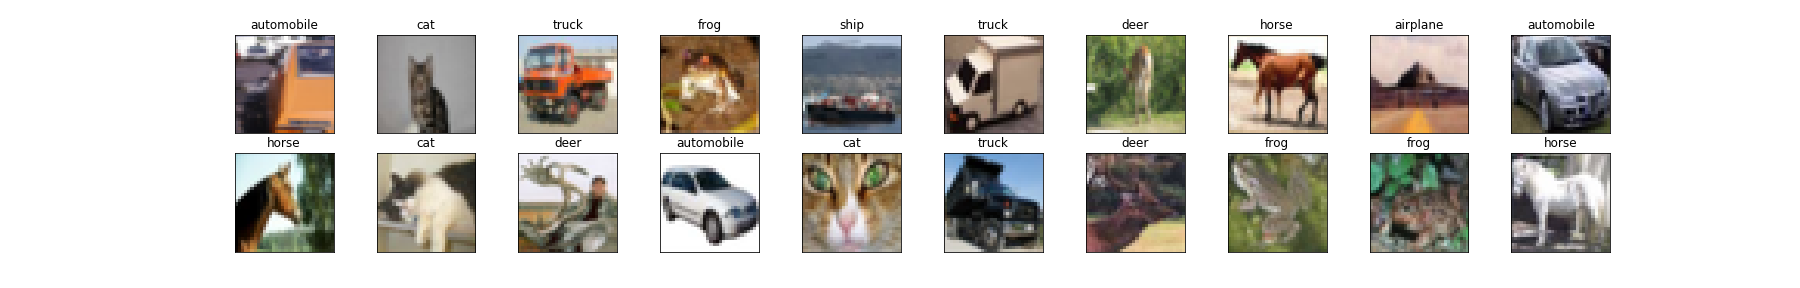 automobile cat truck frog ship truck deer horse airplane automobile
horse cat deer automobile cat truck deer frog frog horse